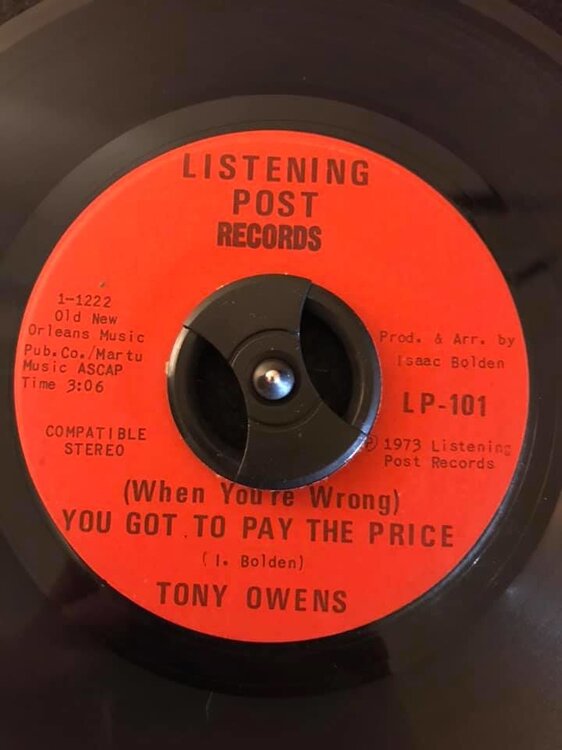 LISTENING
POST
RECORDS
1-1222
Old New
Orleans Music
Pub.Co./Martu
Music ASCAP
Time 3:06
COMPATIBLE
STEREO
Prod. & Arr. by
Isaac Bolden
LP-101
℗ 1973 Listening
Post Records
(When You're Wrong)
YOU GOT TO PAY THE PRICE
(I. Bolden)
TONY OWENS